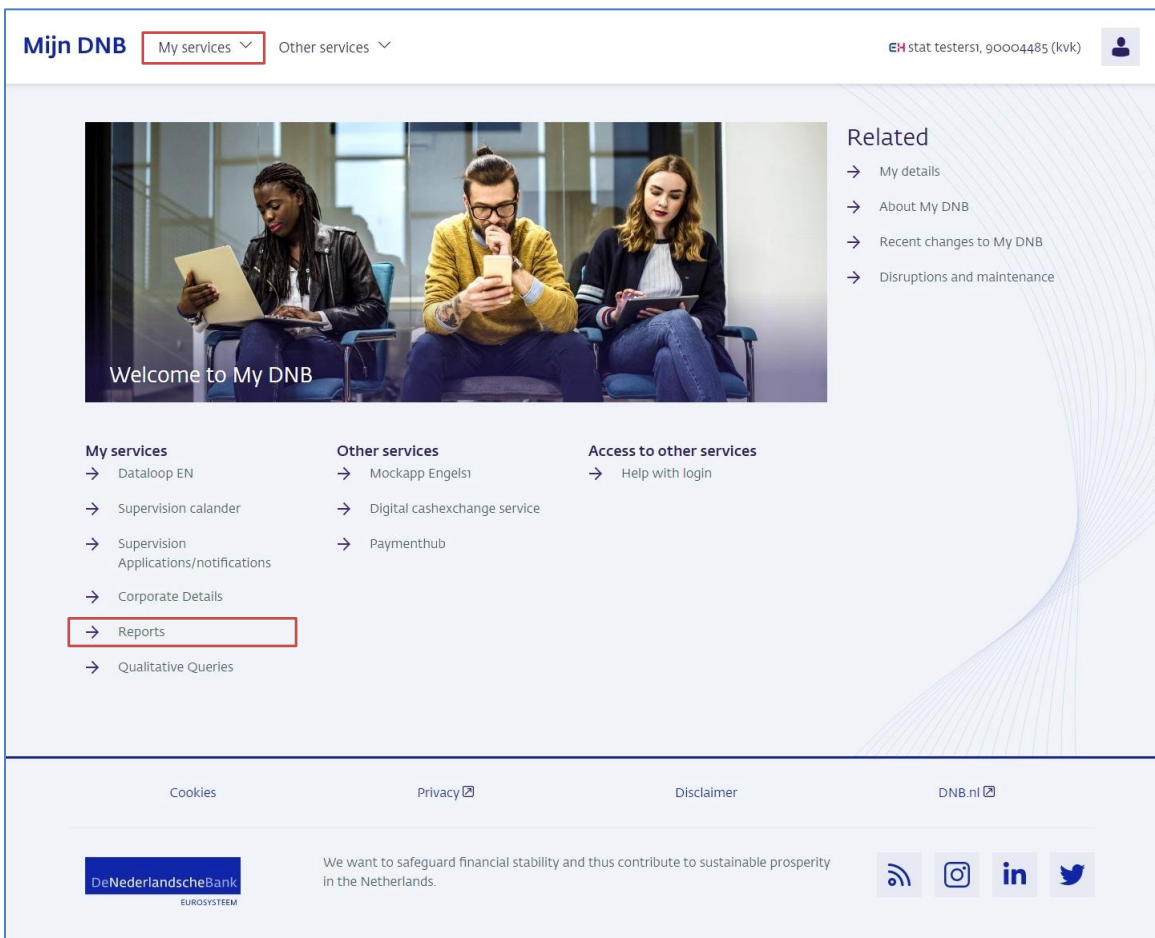 Mijn DNB
My services
Other services
stat testers1, 90004485 (kvk)
Welcome to My DNB
Related
My details
About My DNB
Recent changes to My DNB
Disruptions and maintenance
My services
Dataloop EN
Supervision calander
Supervision
Applications/notifications
Corporate Details
Reports
Qualitative Queries
Other services
Mockapp Engels1
Digital cashexchange service
Paymenthub
Access to other services
Help with login
Cookies
Privacy
Disclaimer
DNB.nl
DeNederlandscheBank
EUROSYSTEEM
We want to safeguard financial stability and thus contribute to sustainable prosperity
in the Netherlands.
in